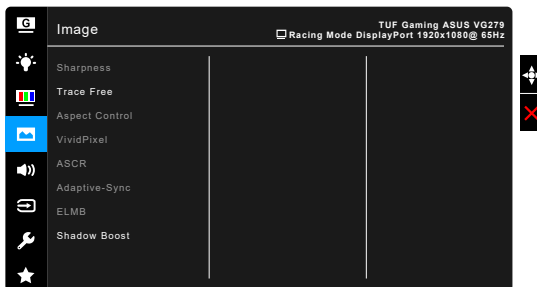 G
Image
TUF Gaming ASUS VG279
Racing Mode DisplayPort 1920x1080@ 65Hz
Sharpness
Trace Free
Aspect Control
VividPixel
ASCR
Adaptive-Sync
ELMB
Shadow Boost